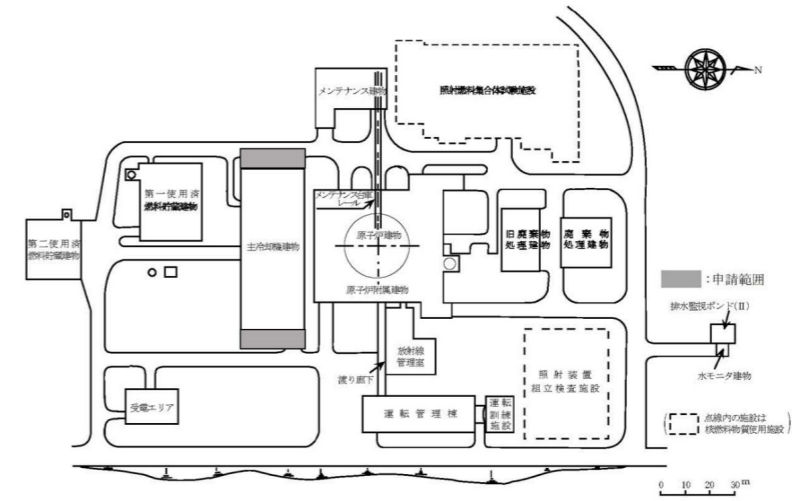 メンテナンス建物
照射燃料集合体試験施設
N
第一使用済
燃料貯蔵建物
メンテナンス台車
レール
旧廃棄物
処理建物
廃棄物
処理建物
第二使用済
燃料貯蔵建物
主冷却機建物
原子炉建物
原子炉附属建物
：申請範囲
排水監視ポンド(Ⅱ)
放射線
管理室
照射装置
組立検査施設
渡り廊下
水モニタ建物
受電エリア
運転管理棟
運転
訓練
施設
点線内の施設は
核燃料物質使用施設
0 10 20 30m